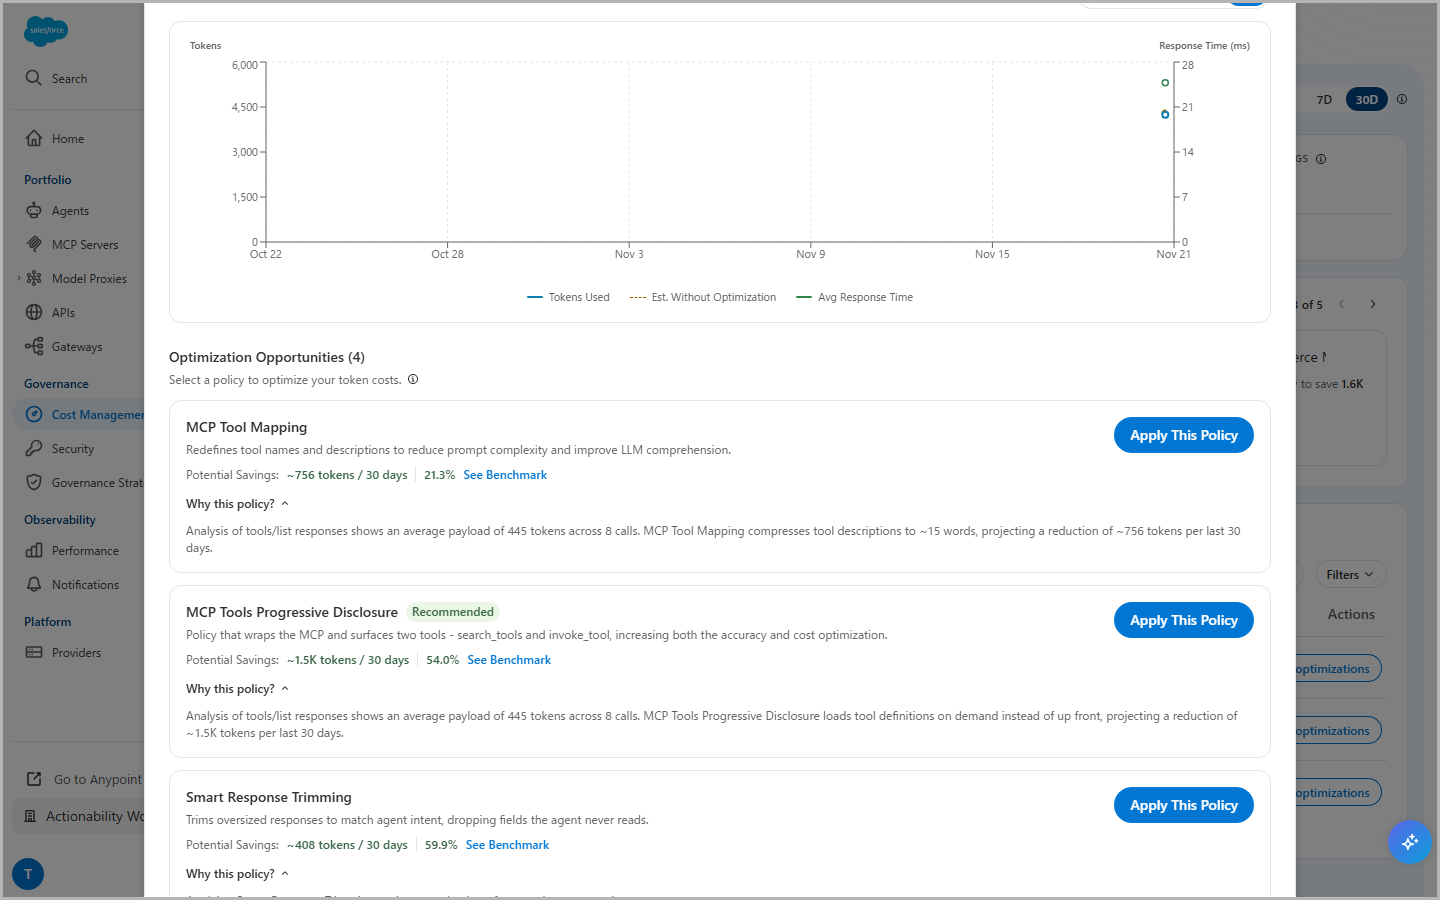 salesforce
Search
Home
Portfolio
Agents
MCP Servers
Model Proxies
APIs
Gateways
Governance
Cost Managemen
Security
Governance Strat
Observability
Performance
Notifications
Platform
Providers
Go to Anypoint
Actionability Wo
T
Tokens
Response Time (ms)
6,000
4,500
3,000
1,500
0
28
21
14
7
0
Oct 22
Oct 28
Nov 3
Nov 9
Nov 15
Nov 21
Tokens Used
Est. Without Optimization
Avg Response Time
Optimization Opportunities (4)
Select a policy to optimize your token costs.
MCP Tool Mapping
Apply This Policy
Redefines tool names and descriptions to reduce prompt complexity and improve LLM comprehension.
Potential Savings: ~756 tokens / 30 days 21.3% See Benchmark
Why this policy?
Analysis of tools/list responses shows an average payload of 445 tokens across 8 calls. MCP Tool Mapping compresses tool descriptions to ~15 words, projecting a reduction of ~756 tokens per last 30
days.
MCP Tools Progressive Disclosure Recommended
Apply This Policy
Policy that wraps the MCP and surfaces two tools - search_tools and invoke_tool, increasing both the accuracy and cost optimization.
Potential Savings: ~1.5K tokens / 30 days 54.0% See Benchmark
Why this policy?
Analysis of tools/list responses shows an average payload of 445 tokens across 8 calls. MCP Tools Progressive Disclosure loads tool definitions on demand instead of up front, projecting a reduction of
~1.5K tokens per last 30 days.
Smart Response Trimming
Apply This Policy
Trims oversized responses to match agent intent, dropping fields the agent never reads.
Potential Savings: ~408 tokens / 30 days 59.9% See Benchmark
Why this policy?
7D
30D
GS
of 5
to save 1.6K
Filters
Actions
optimizations
optimizations
optimizations